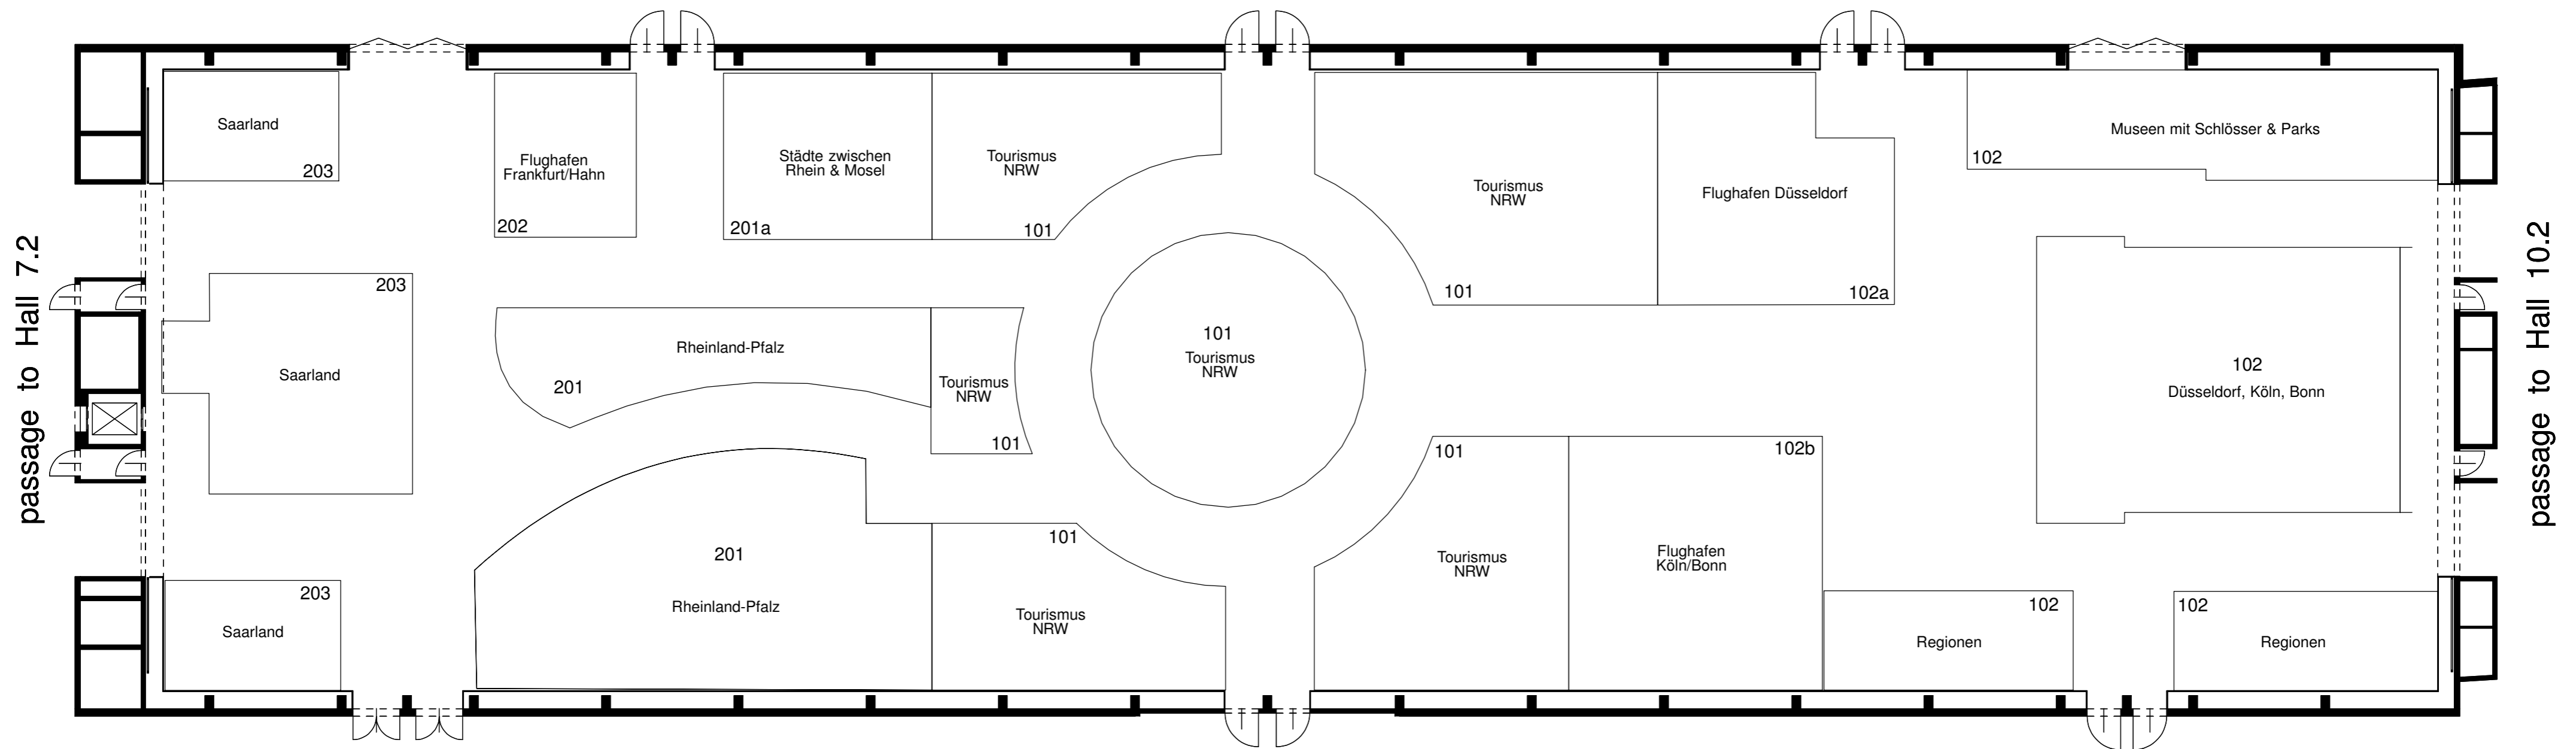 passage to Hall 7.2
Saarland
203
Flughafen
Frankfurt/Hahn
202
Städte zwischen
Rhein & Mosel
201a
Tourismus
NRW
101
Tourismus
NRW
101
Flughafen Düsseldorf
102a
Museen mit Schlösser & Parks
102
203
Saarland
Rheinland-Pfalz
201
Tourismus
NRW
101
101
Tourismus
NRW
102
Düsseldorf, Köln, Bonn
203
Saarland
201
Rheinland-Pfalz
101
Tourismus
NRW
101
Tourismus
NRW
102b
Flughafen
Köln/Bonn
102
Regionen
102
Regionen
passage to Hall 10.2